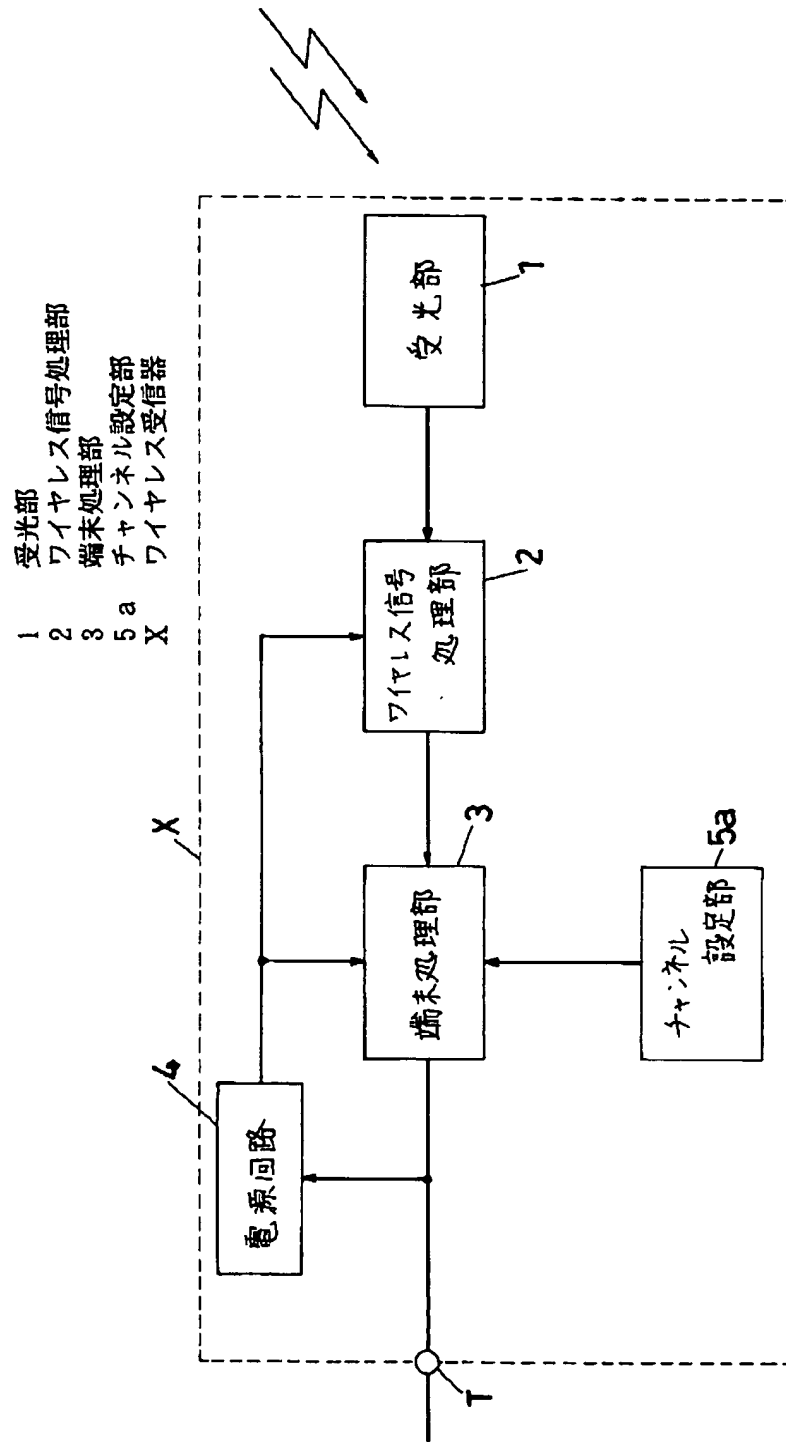 1 受光部
2 ワイヤレス信号処理部
3 端末処理部
5a チャンネル設定部
X ワイヤレス受信器
X
4
電源回路
T
端末処理部
3
ワイヤレス信号
処理部
2
受光部
1
チャンネル
設定部
5a